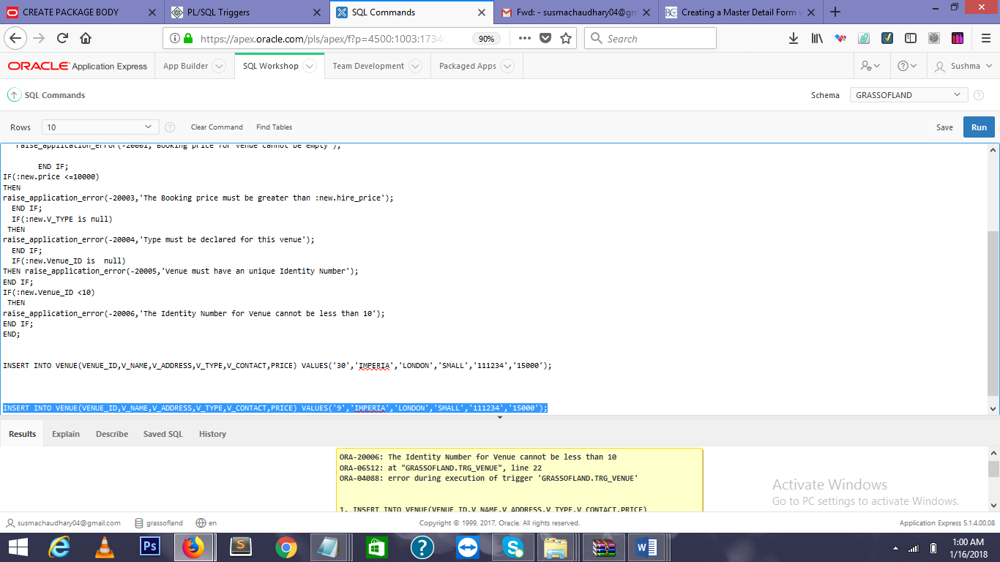 CREATE PACKAGE BODY
PL/SQL Triggers
SQL Commands
Fwd: - susmachaudhary04@gm
Creating a Master Detail Form w
https://apex.oracle.com/pls/apex/f?p=4500:1003:1734
90%
Search
ORACLE Application Express
App Builder
SQL Workshop
Team Development
Packaged Apps
Sushma
SQL Commands
Schema
GRASSOFLAND
Rows
10
Clear Command
Find Tables
Save
Run
raise_application_error(-20001,'Booking price for venue cannot be empty');
END IF;
IF(:new.price <=10000)
THEN
raise_application_error(-20003,'The Booking price must be greater than :new.hire_price');
END IF;
IF(:new.V_TYPE is null)
THEN
raise_application_error(-20004,'Type must be declared for this venue');
END IF;
IF(:new.Venue_ID is  null)
THEN raise_application_error(-20005,'Venue must have an unique Identity Number');
END IF;
IF(:new.Venue_ID <10)
THEN
raise_application_error(-20006,'The Identity Number for Venue cannot be less than 10');
END IF;
END;
INSERT INTO VENUE(VENUE_ID,V_NAME,V_ADDRESS,V_TYPE,V_CONTACT,PRICE) VALUES('30','IMPERIA','LONDON','SMALL','111234','15000');
INSERT INTO VENUE(VENUE_ID,V_NAME,V_ADDRESS,V_TYPE,V_CONTACT,PRICE) VALUES('9','IMPERIA','LONDON','SMALL','111234','15000');
Results
Explain
Describe
Saved SQL
History
ORA-20006: The Identity Number for Venue cannot be less than 10
ORA-06512: at "GRASSOFLAND.TRG_VENUE", line 22
ORA-04088: error during execution of trigger 'GRASSOFLAND.TRG_VENUE'
1. INSERT INTO VENUE(VENUE_ID,V_NAME,V_ADDRESS,V_TYPE,V_CONTACT,PRICE)
Activate Windows
Go to PC settings to activate Windows.
susmachaudhary04@gmail.com
grassofland
en
Copyright © 1999, 2017, Oracle. All rights reserved.
Application Express 5.1.4.00.08
1:00 AM
1/16/2018